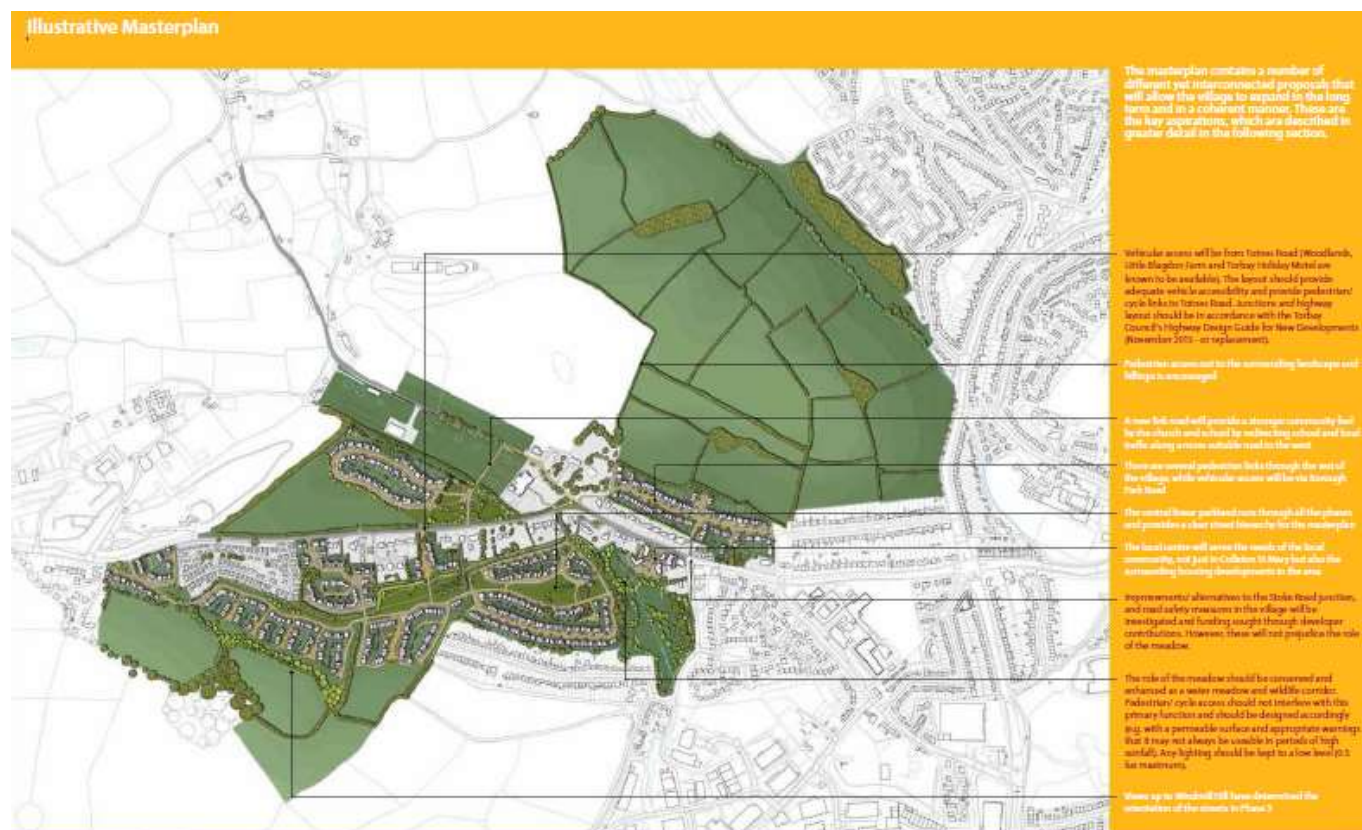 Illustrative Masterplan
The masterplan contains a number of
different yet interconnected proposals that
will allow the village to expand in the long
term and in a coherent manner. These are
the key aspirations, which are described in
greater detail in the following section.
Vehicular access will be from Totnes Road (Woodlands,
Little Blagdon Farm and Torbay Holiday Motel are
known to be available). The layout should provide
adequate vehicle accessibility and provide pedestrian/
cycle links to Totnes Road. Junctions and highway
layout should be in accordance with the Torbay
Council's Highway Design Guide for New Developments
(November 2013 - or replacement).
Pedestrian access out to the surrounding landscape and
hilltops is encouraged
A new link road will provide a stronger community feel
by the church and school by redirecting school and local
traffic along a more suitable road to the west
There are several pedestrian links through the rest of
the village, while vehicular access will be via Borough
Park Road
The central linear parkland runs through all the phases
and provides a clear street hierarchy for the masterplan
The local centre will serve the needs of the local
community, not just in Collaton St Mary but also the
surrounding housing developments in the area
Improvements/ alternatives to the Stoke Road junction,
and road safety measures in the village will be
investigated and funding sought through developer
contributions. However, these will not prejudice the role
of the meadow.
The role of the meadow should be conserved and
enhanced as a water meadow and wildlife corridor.
Pedestrian/ cycle access should not interfere with this
primary function and should be designed accordingly
(e.g. with a permeable surface and appropriate warnings
that it may not always be useable in periods of high
rainfall). Any lighting should be kept to a low level (0.5
lux maximum).
Views up to Windmill Hill have determined the
orientation of the streets in Phase 3